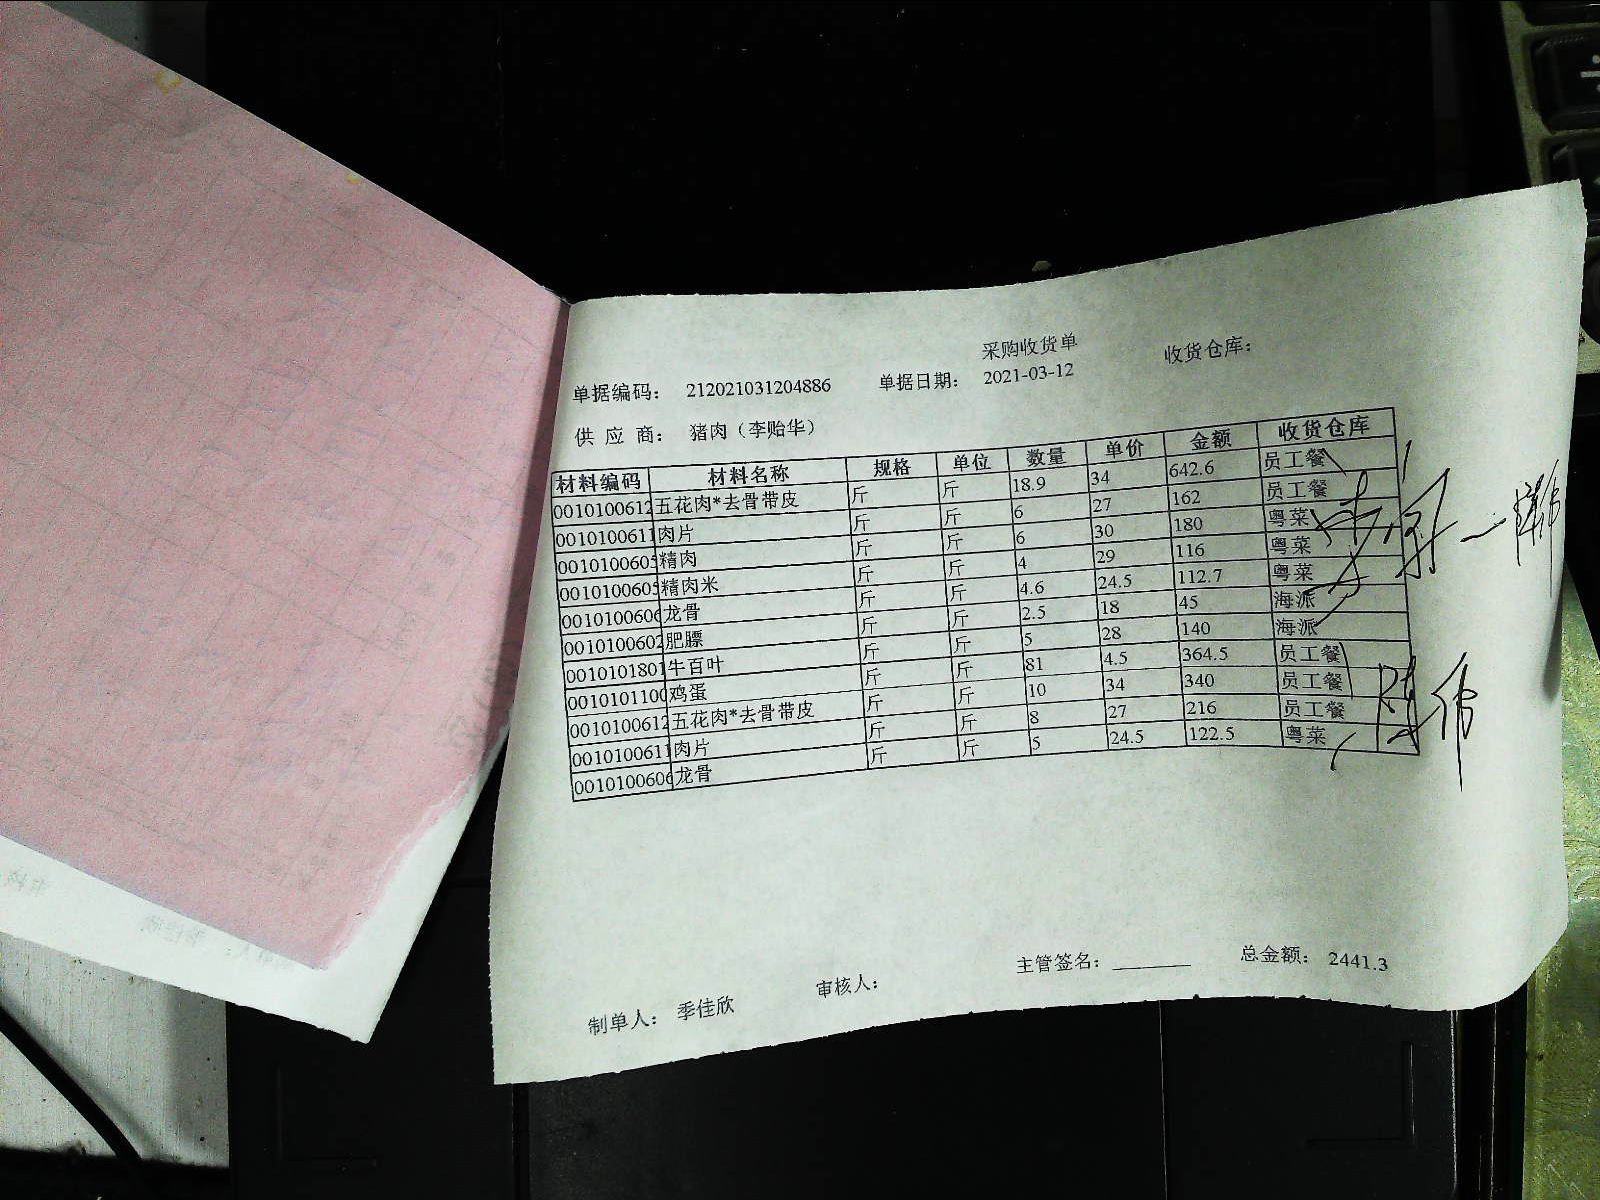 采购收货单
收货仓库：
单据编码： 212021031204886 单据日期： 2021-03-12
供 应 商： 猪肉（李贻华）
材料编码 材料名称 规格 单位 数量 单价 金额 收货仓库
0010100612 五花肉*去骨带皮 斤 斤 18.9 34 642.6 员工餐
0010100611 肉片 斤 斤 6 27 162 员工餐
0010100605 精肉 斤 斤 6 30 180 粤菜
0010100605 精肉米 斤 斤 4 29 116 粤菜
0010100606 龙骨 斤 斤 4.6 24.5 112.7 粤菜
0010100602 肥膘 斤 斤 2.5 18 45 海派
0010101801 牛百叶 斤 斤 5 28 140 海派
0010101100 鸡蛋 斤 斤 81 4.5 364.5 员工餐
0010100612 五花肉*去骨带皮 斤 斤 10 34 340 员工餐
0010100611 肉片 斤 斤 8 27 216 员工餐
0010100606 龙骨 斤 斤 5 24.5 122.5 粤菜
制单人： 季佳欣 审核人： 主管签名： 总金额： 2441.3